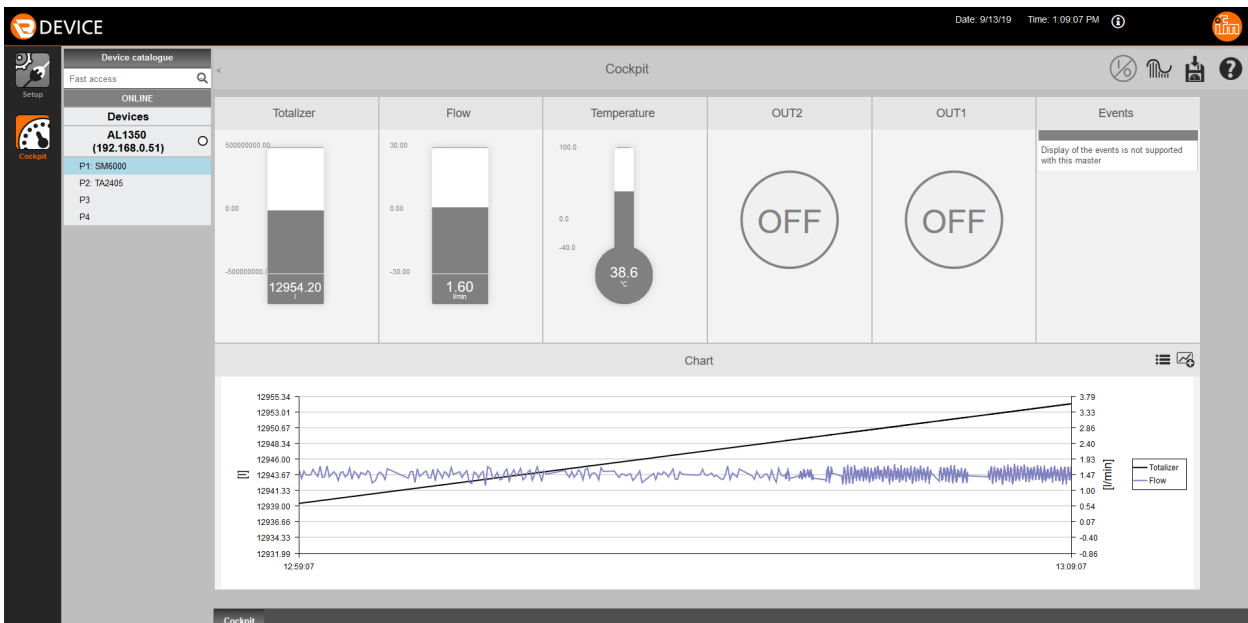 DEVICE
Date: 9/13/19 Time: 1:09:07 PM
ifm
Setup
Cockpit
Device catalogue
Fast access
ONLINE
Devices
AL1350
(192.168.0.51)
P1: SM6000
P2: TA2405
P3
P4
<
Cockpit
Totalizer
500000000.00
0.00
-500000000.0
12954.20
l
Flow
30.00
0.00
-30.00
1.60
l/min
Temperature
100.0
0.0
-40.0
38.6
°C
OUT2
OFF
OUT1
OFF
Events
Display of the events is not supported
with this master
Chart
[l]
12955.34
12953.01
12950.67
12948.34
12946.00
12943.67
12941.33
12939.00
12936.66
12934.33
12931.99
12:59:07
13:09:07
3.79
3.33
2.86
2.40
1.93
1.47
1.00
0.54
0.07
-0.40
-0.86
[l/min]
Totalizer
Flow
Cockpit